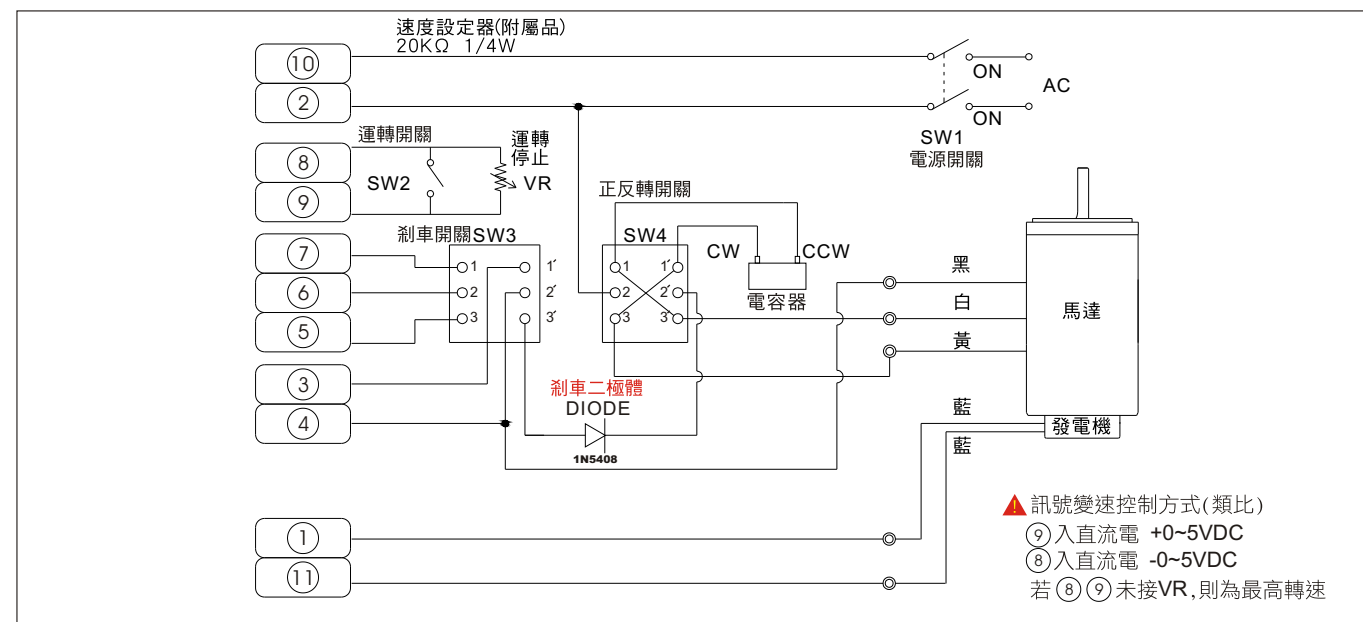 速度設定器(附屬品)
20KΩ 1/4W
⑩
ON
AC
②
ON
SW1
電源開關
運轉開關
運轉
停止
⑧
SW2
VR
⑨
正反轉開關
剎車開關SW3
SW4
CW
CCW
⑦
1
1´
1
1´
電容器
黑
⑥
2
2´
2
2´
白
馬達
⑤
3
3´
3
3´
黃
③
剎車二極體
DIODE
④
1N5408
藍
發電機
藍
訊號變速控制方式(類比)
①
⑨入直流電 +0~5VDC
⑧入直流電 -0~5VDC
⑪
若⑧⑨未接VR,則為最高轉速